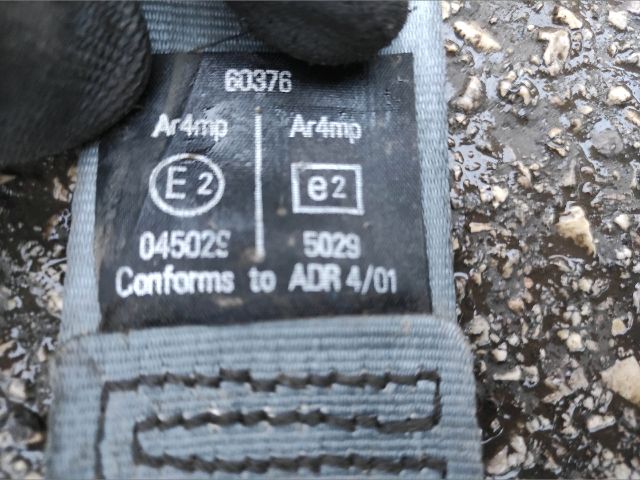 60376
Ar4mp Ar4mp
E2 e2
045029 5029
Conforms to ADR 4/01